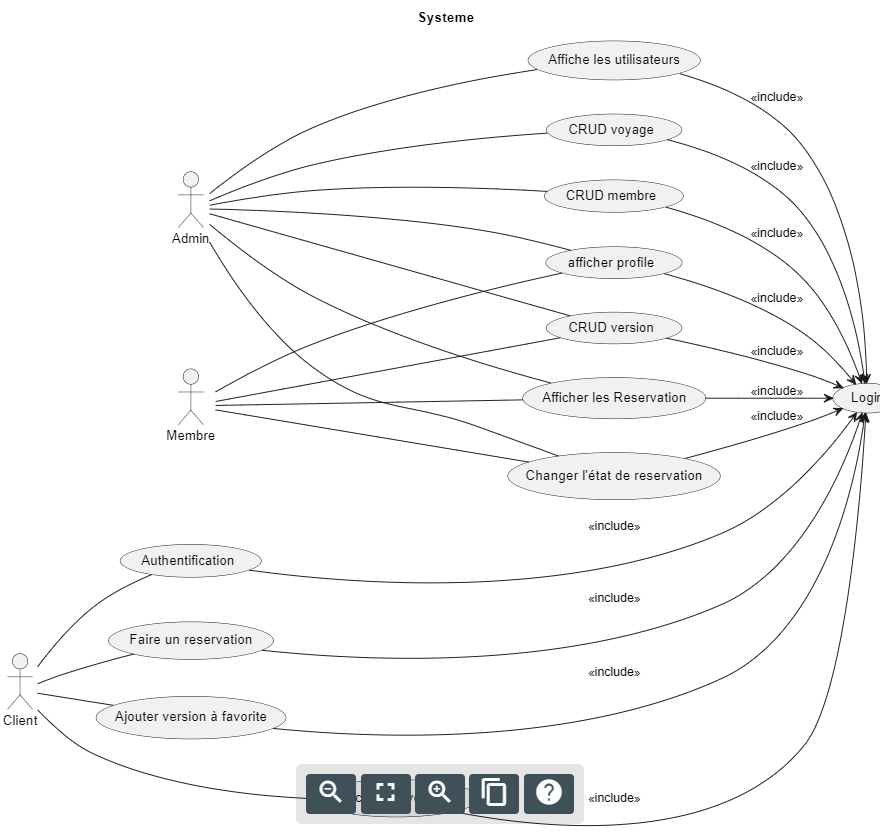 Systeme
Affiche les utilisateurs
«include»
CRUD voyage
«include»
CRUD membre
«include»
Admin
afficher profile
«include»
CRUD version
«include»
Afficher les Reservation
«include»
Login
«include»
Membre
Changer l'état de reservation
«include»
Authentification
«include»
Faire un reservation
«include»
Client
Ajouter version à favorite
«include»